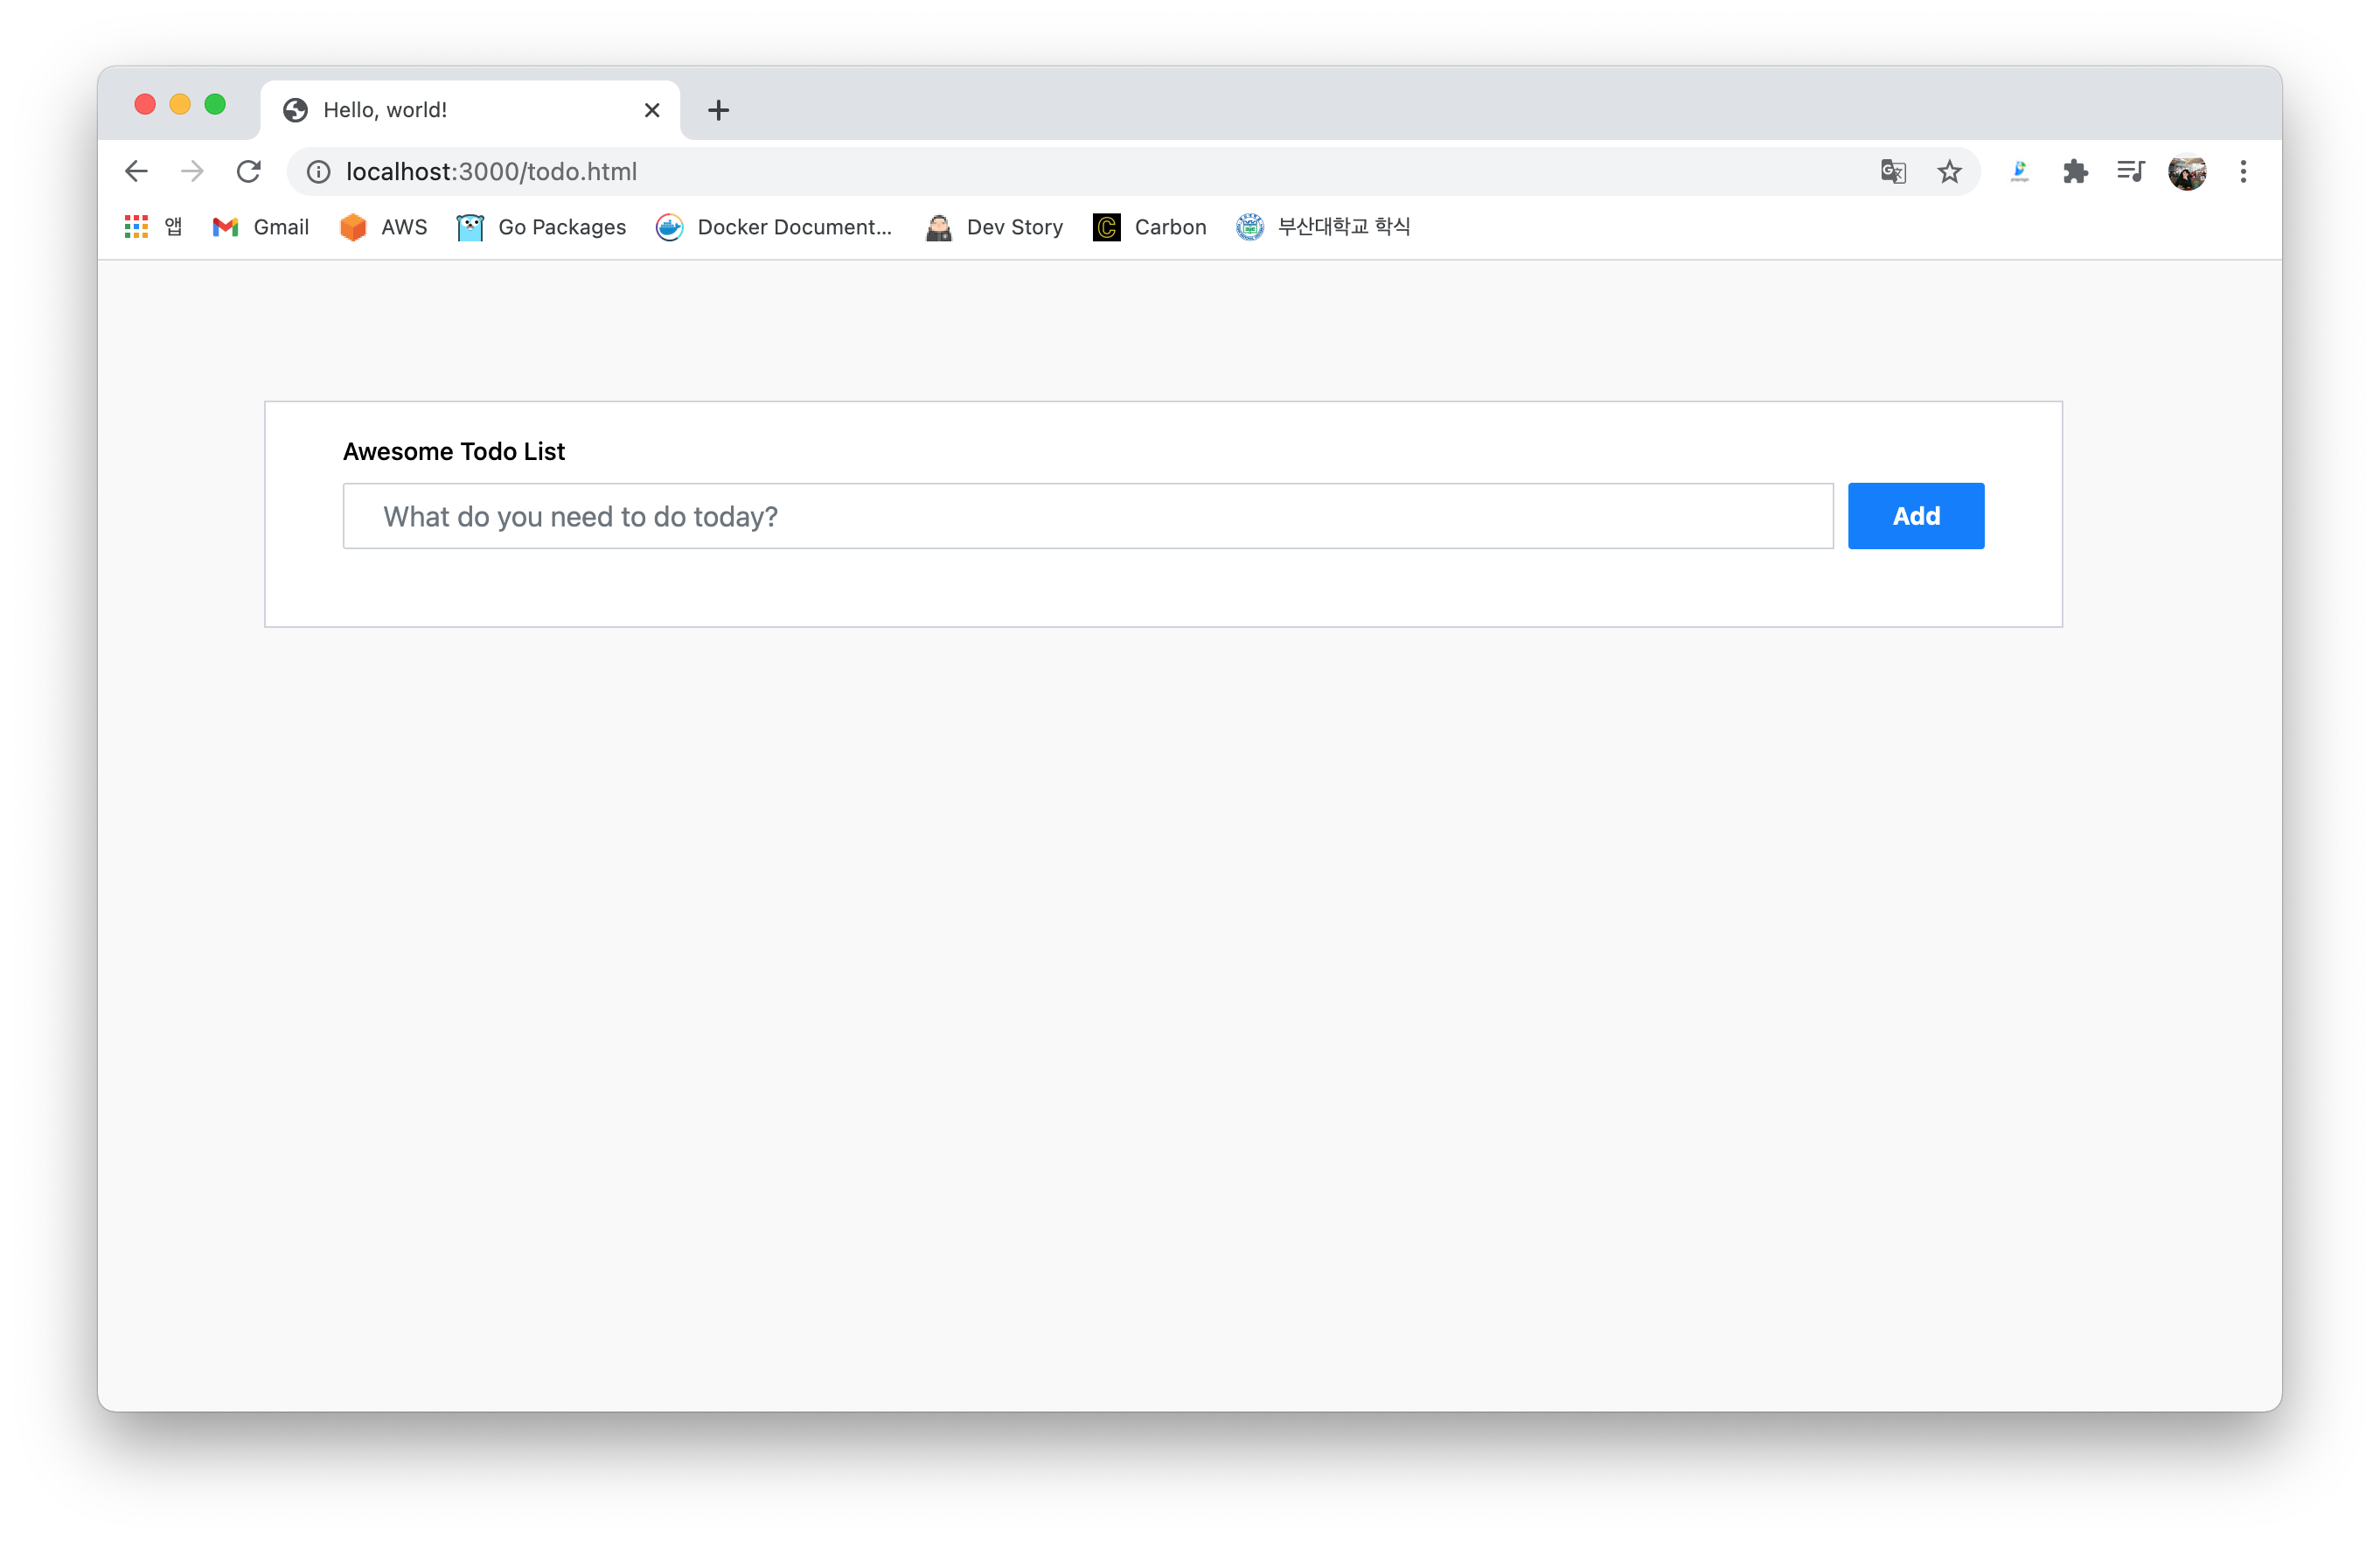 Hello, world!
localhost:3000/todo.html
앱 Gmail AWS Go Packages Docker Document... Dev Story Carbon 부산대학교 학식
Awesome Todo List
What do you need to do today? Add